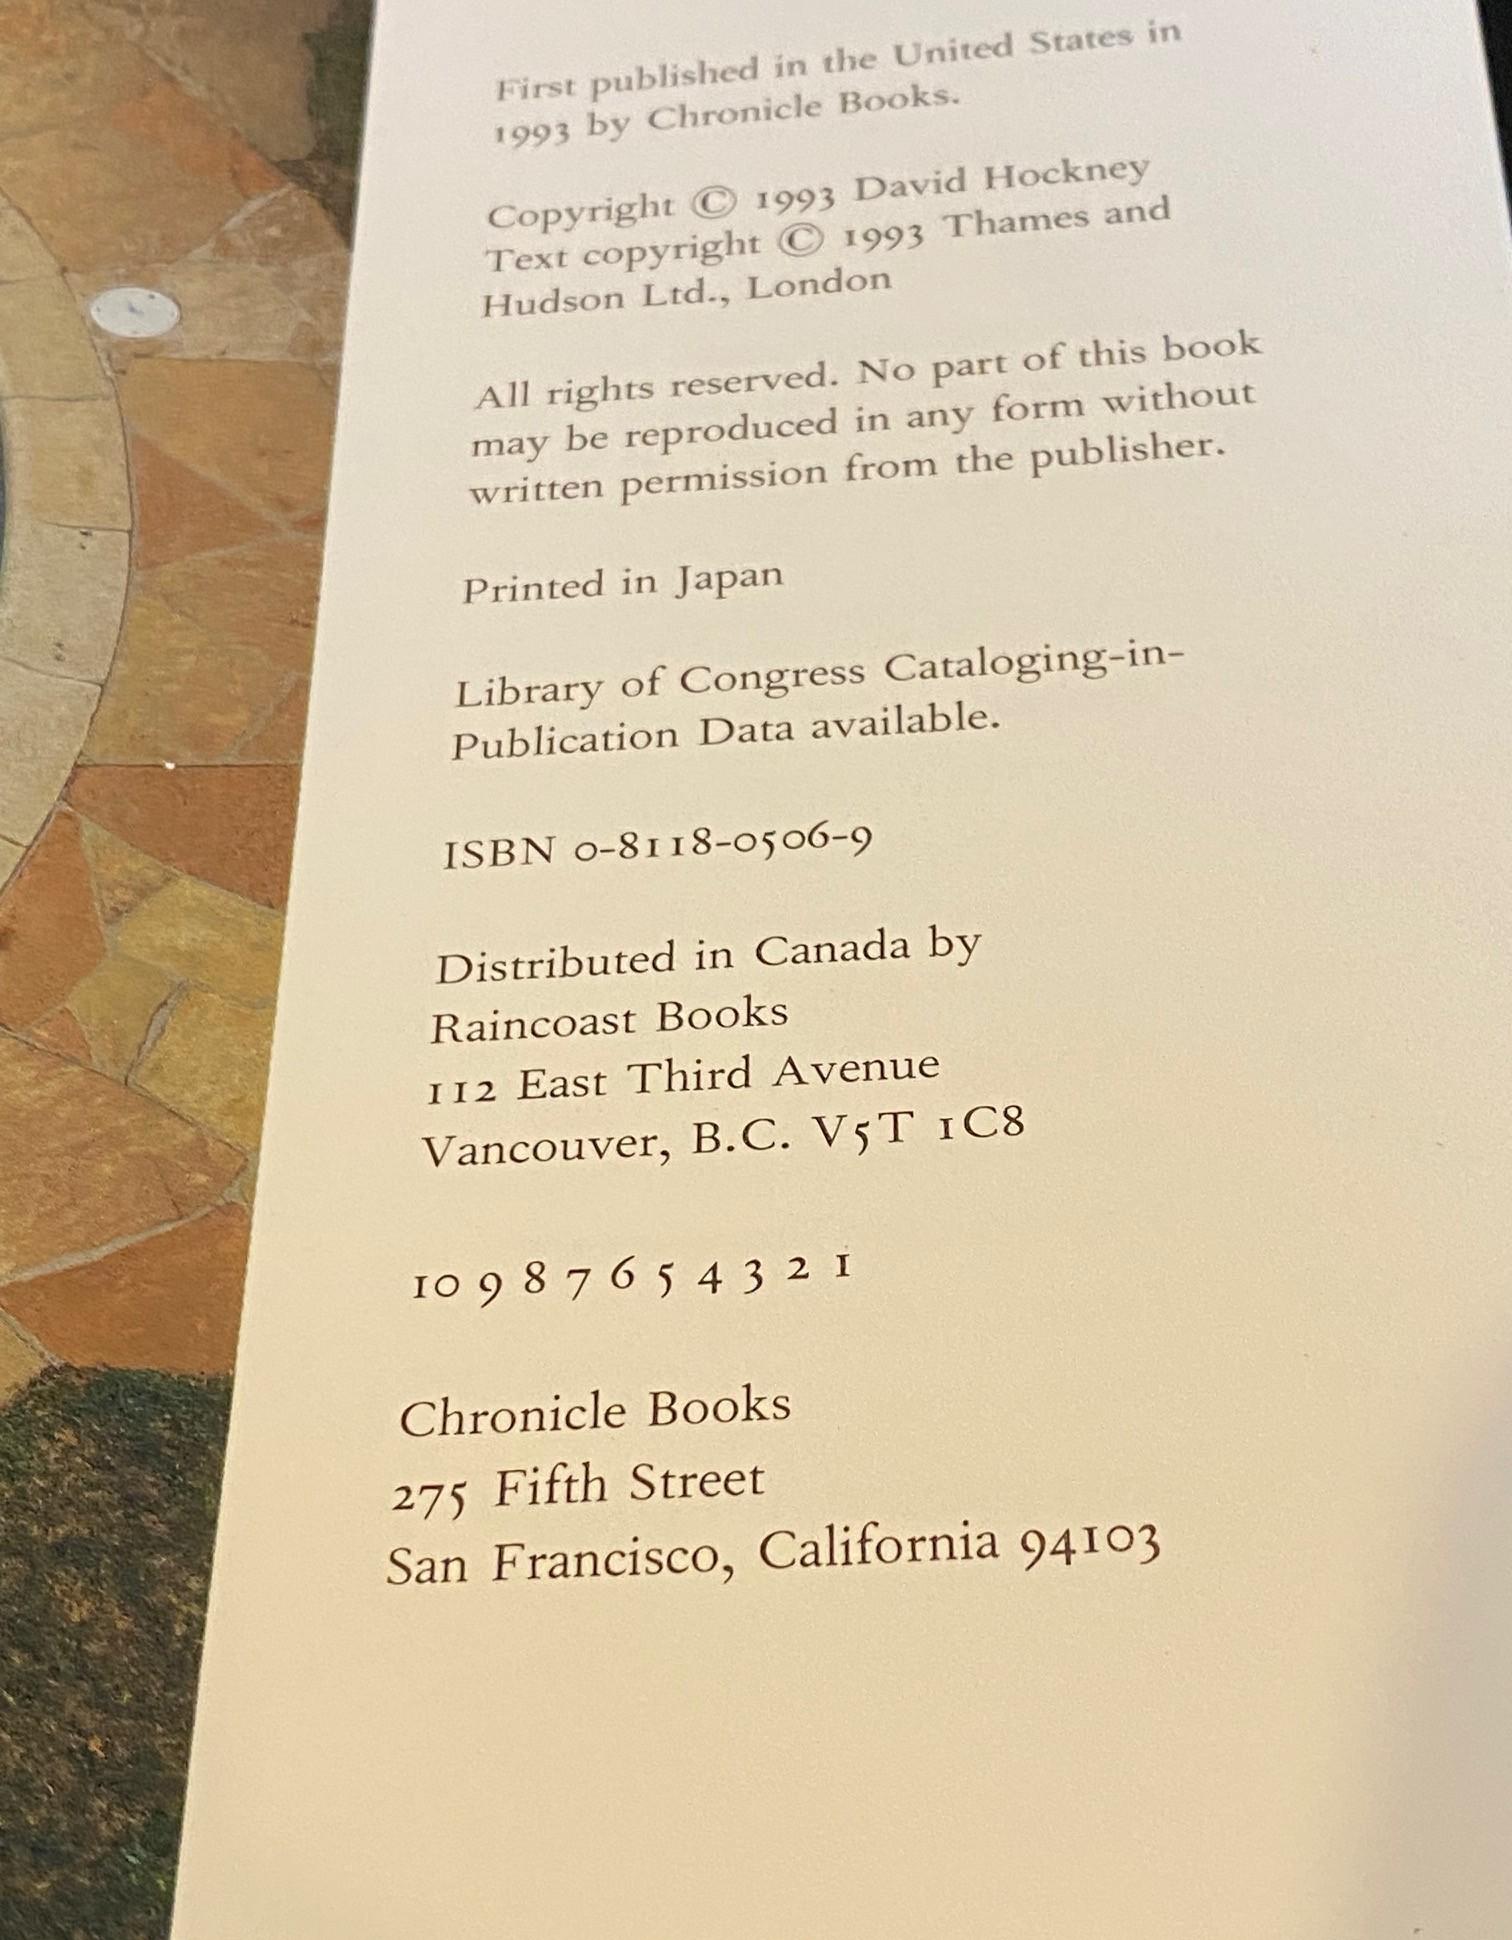 First published in the United States in
1993 by Chronicle Books.
Copyright © 1993 David Hockney
Text copyright © 1993 Thames and
Hudson Ltd., London
All rights reserved. No part of this book
may be reproduced in any form without
written permission from the publisher.
Printed in Japan
Library of Congress Cataloging-in-
Publication Data available.
ISBN 0-8118-0506-9
Distributed in Canada by
Raincoast Books
112 East Third Avenue
Vancouver, B.C. V5T 1C8
10 9 8 7 6 5 4 3 2 1
Chronicle Books
275 Fifth Street
San Francisco, California 94103